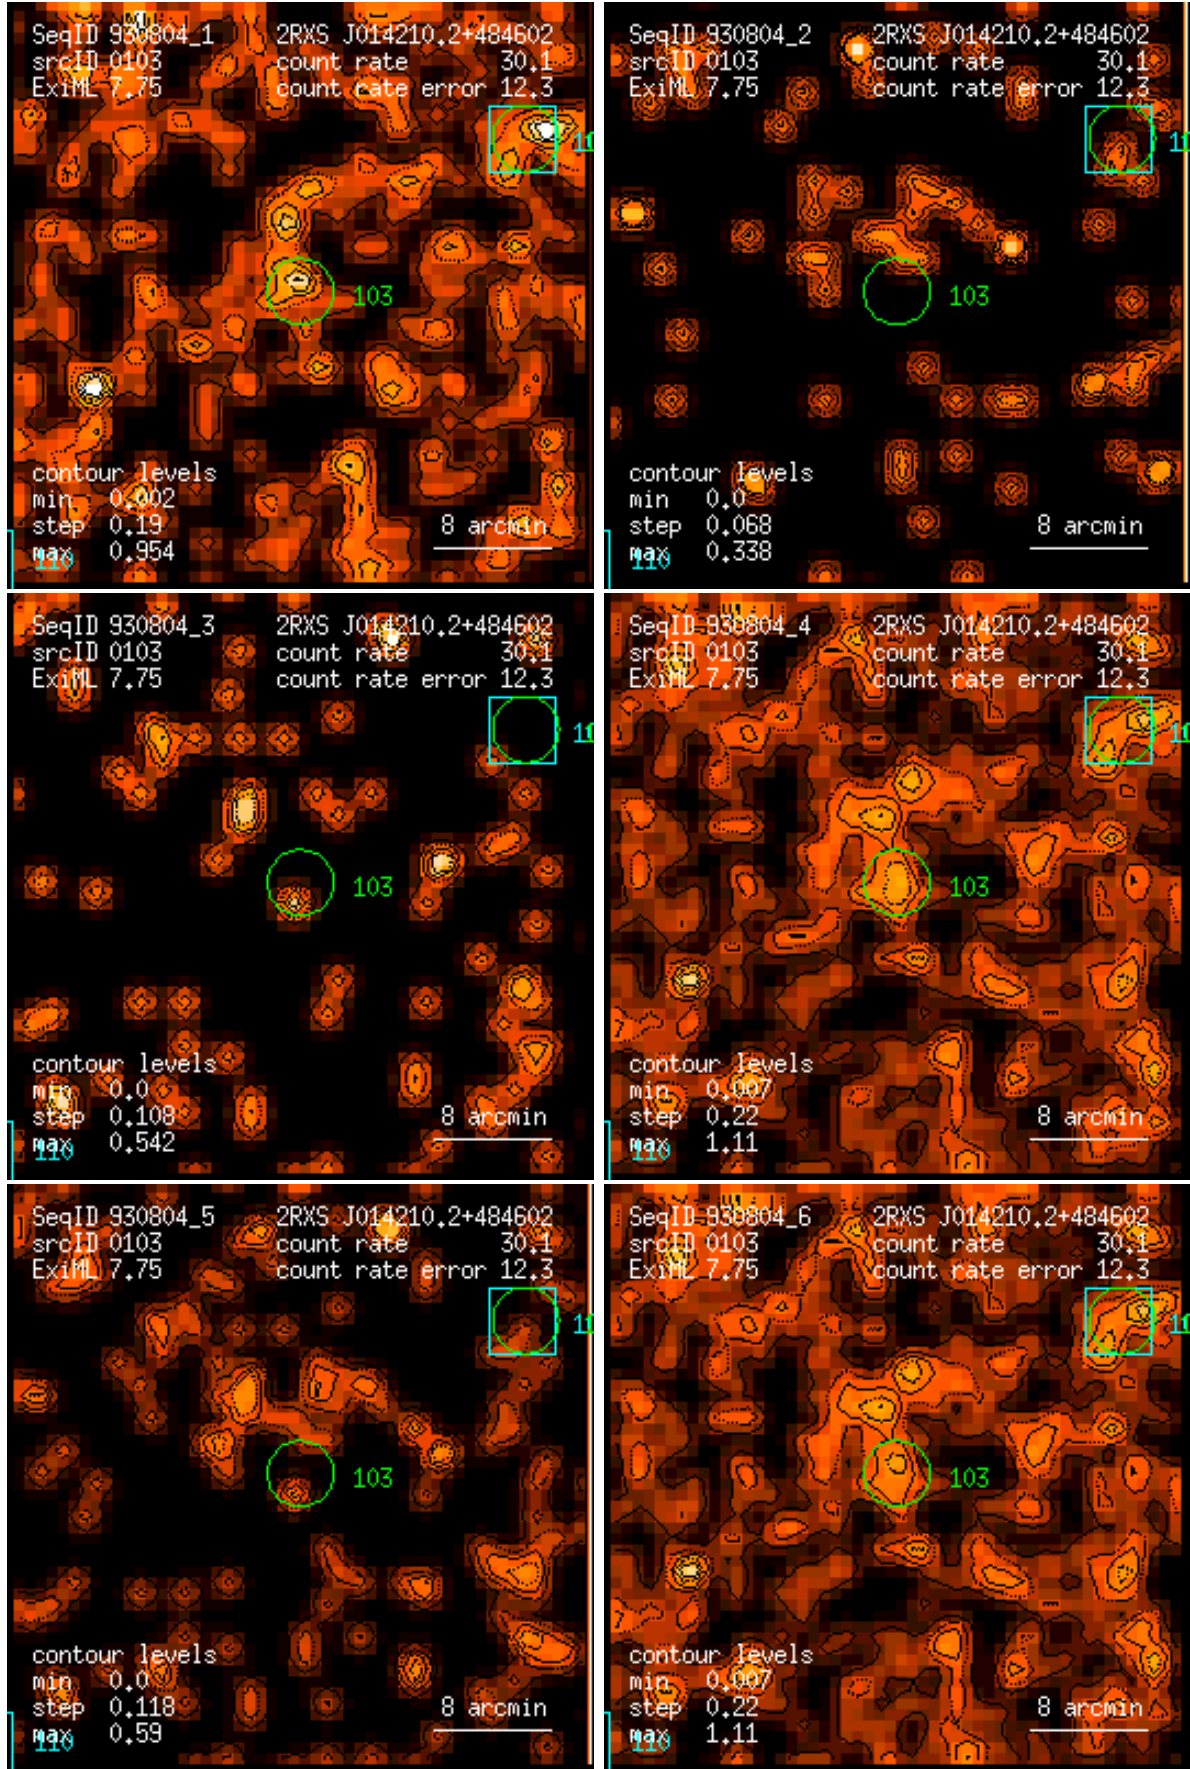 SeqID 930804_1 2RXS J014210.2+484602
srcID 0103 count rate 30.1
ExiML 7.75 count rate error 12.3
103
contour levels
min 0.002
step 0.19 8 arcmin
max 0.954
110
SeqID 930804_2 2RXS J014210.2+484602
srcID 0103 count rate 30.1
ExiML 7.75 count rate error 12.3
103
contour levels
min 0.0
step 0.068 8 arcmin
max 0.338
110
SeqID 930804_3 2RXS J014210.2+484602
srcID 0103 count rate 30.1
ExiML 7.75 count rate error 12.3
103
contour levels
min 0.0
step 0.108 8 arcmin
max 0.542
110
SeqID 930804_4 2RXS J014210.2+484602
srcID 0103 count rate 30.1
ExiML 7.75 count rate error 12.3
103
contour levels
min 0.007
step 0.22 8 arcmin
max 1.11
110
SeqID 930804_5 2RXS J014210.2+484602
srcID 0103 count rate 30.1
ExiML 7.75 count rate error 12.3
103
contour levels
min 0.0
step 0.118 8 arcmin
max 0.59
110
SeqID 930804_6 2RXS J014210.2+484602
srcID 0103 count rate 30.1
ExiML 7.75 count rate error 12.3
103
contour levels
min 0.007
step 0.22 8 arcmin
max 1.11
110